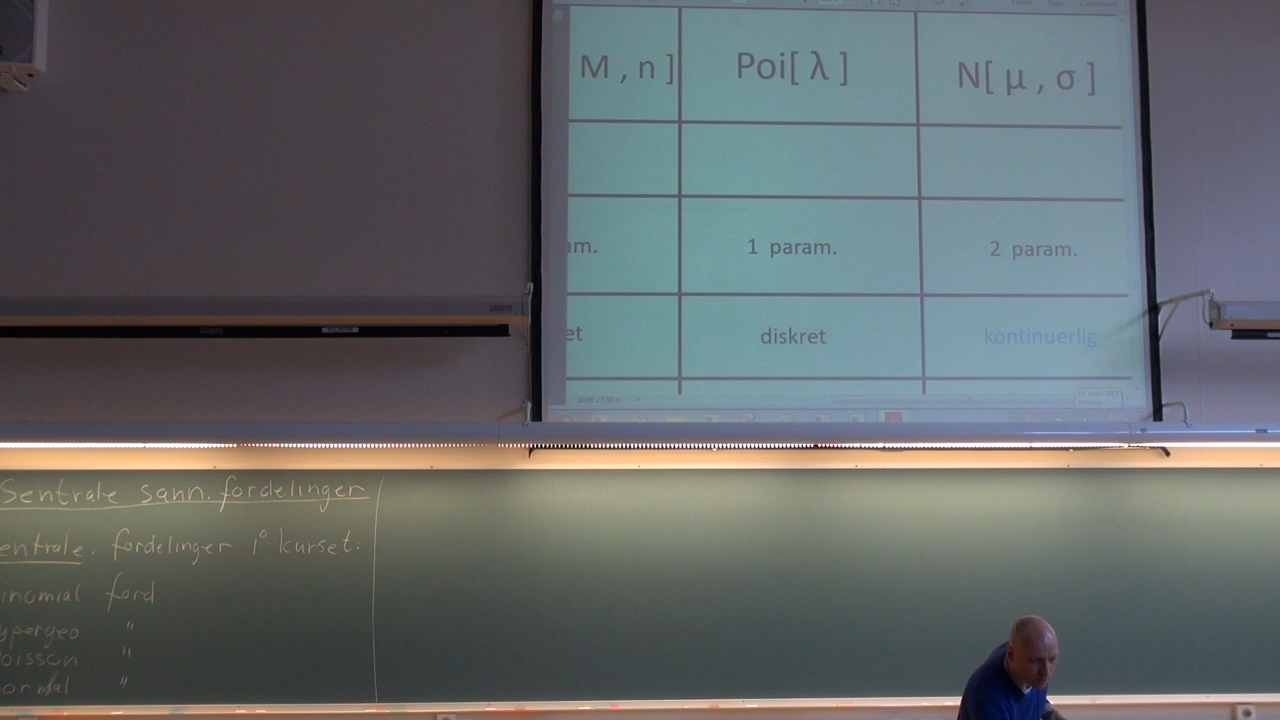 M , n ] Poi[ λ ] N[ μ , σ ]
am. 1 param. 2 param.
et diskret kontinuerlig
Sentrale sann. fordelinger
entrale fordelinger i kurset:
inomial ford
ypergeo "
oisson "
ormal "